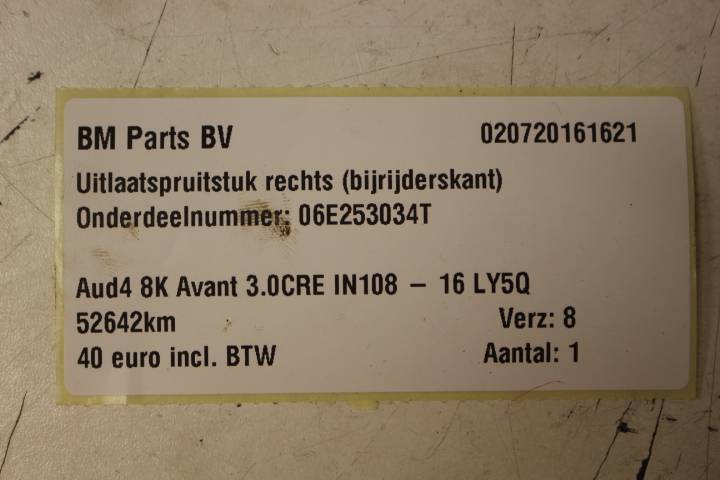 BM Parts BV 020720161621
Uitlaatspruitstuk rechts (bijrijderskant)
Onderdeelnummer: 06E253034T
Aud4 8K Avant 3.0CRE IN108 – 16 LY5Q
52642km Verz: 8
40 euro incl. BTW Aantal: 1